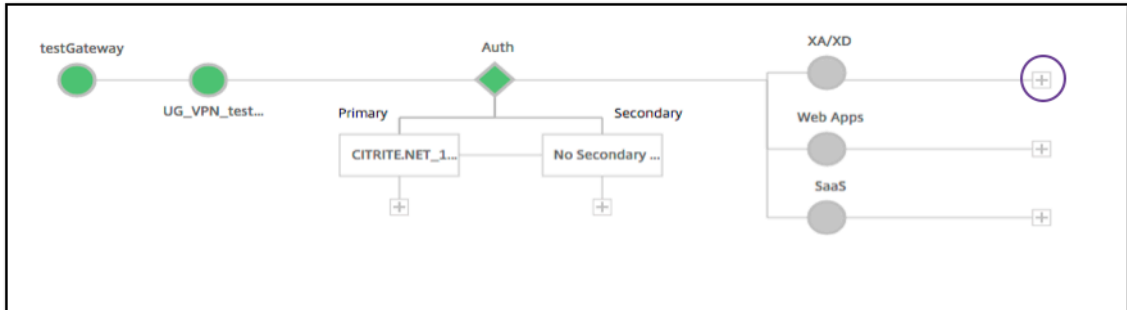 testGateway
Auth
XA/XD
UG_VPN_test...
Primary
Secondary
Web Apps
CITRITE.NET_1...
No Secondary ...
SaaS